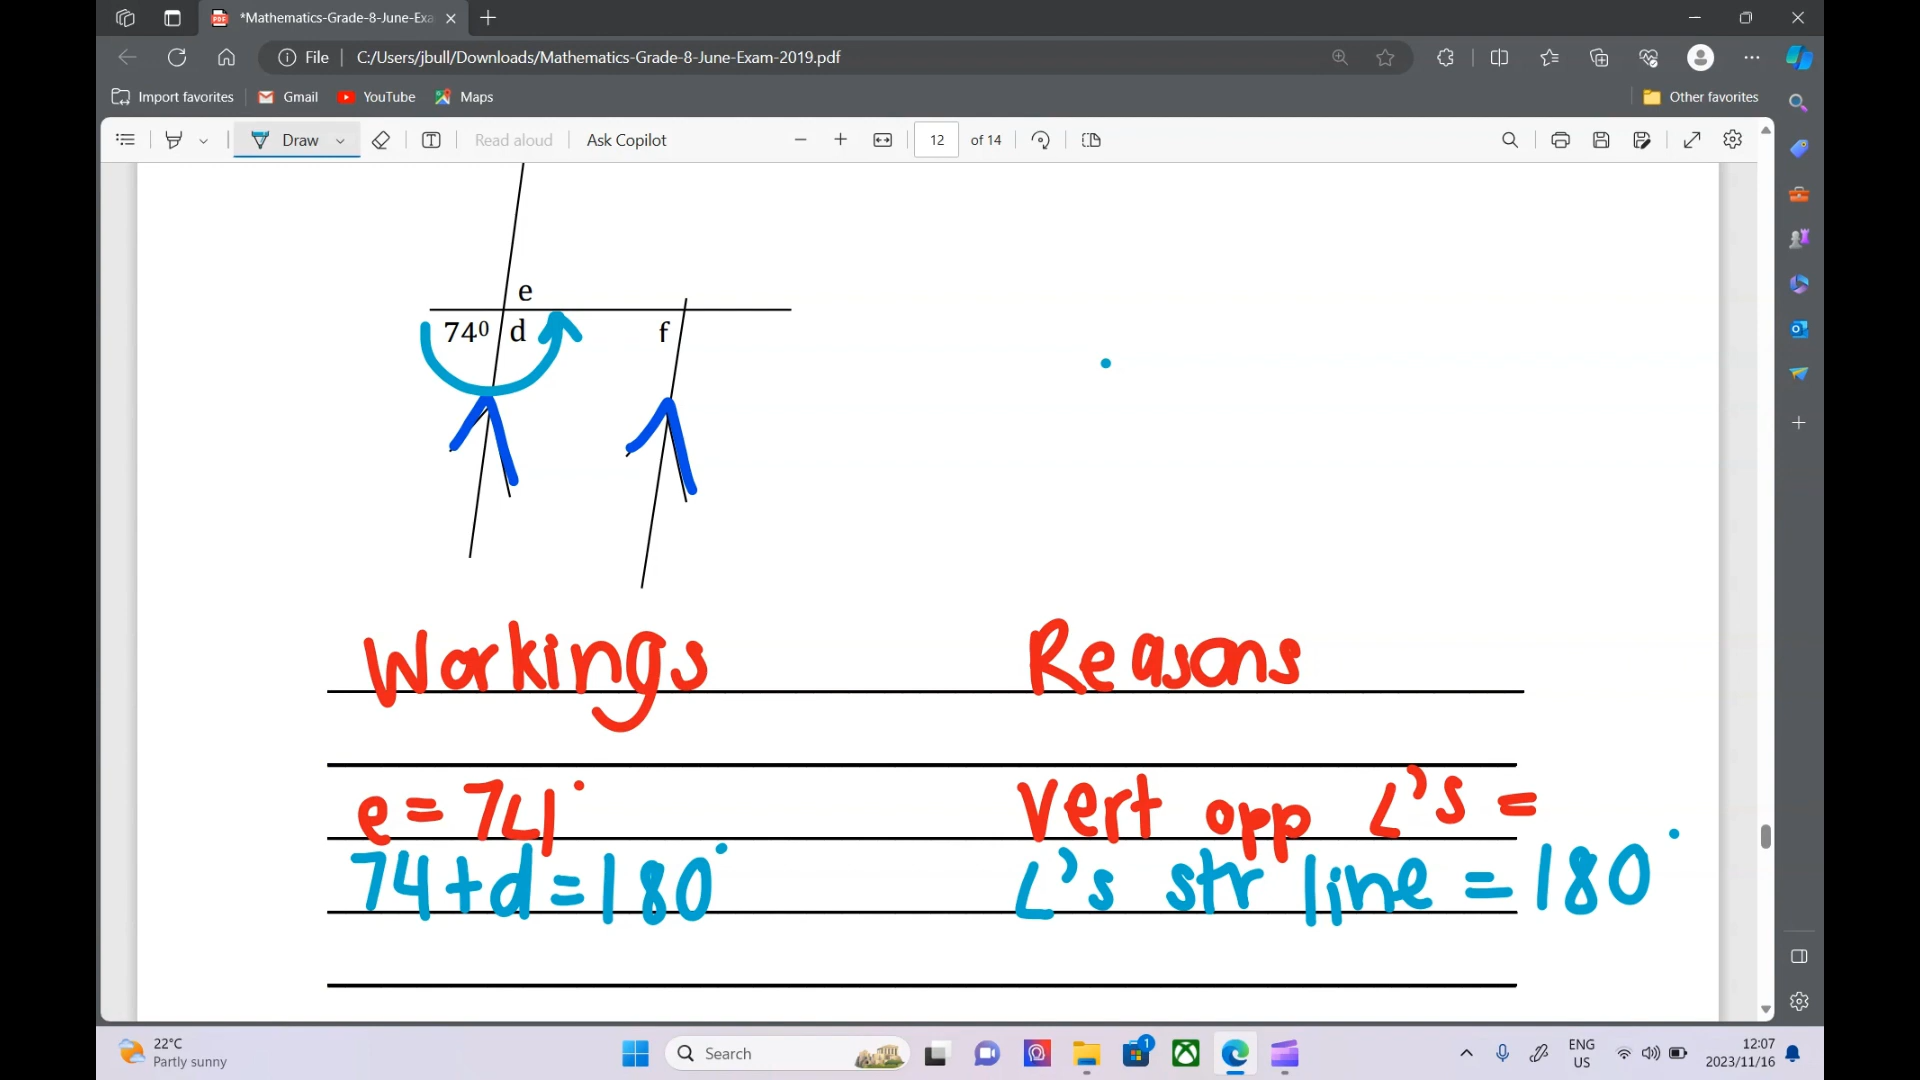 *Mathematics-Grade-8-June-Exa
File C:/Users/jbull/Downloads/Mathematics-Grade-8-June-Exam-2019.pdf
Import favorites Gmail YouTube Maps Other favorites
Draw Read aloud Ask Copilot 12 of 14
e
74⁰ d f
Workings Reasons
e = 74° Vert opp ∠'s =
74+d=180° ∠'s str line = 180°
22°C
Partly sunny
Search
1
ENG
US
12:07
2023/11/16